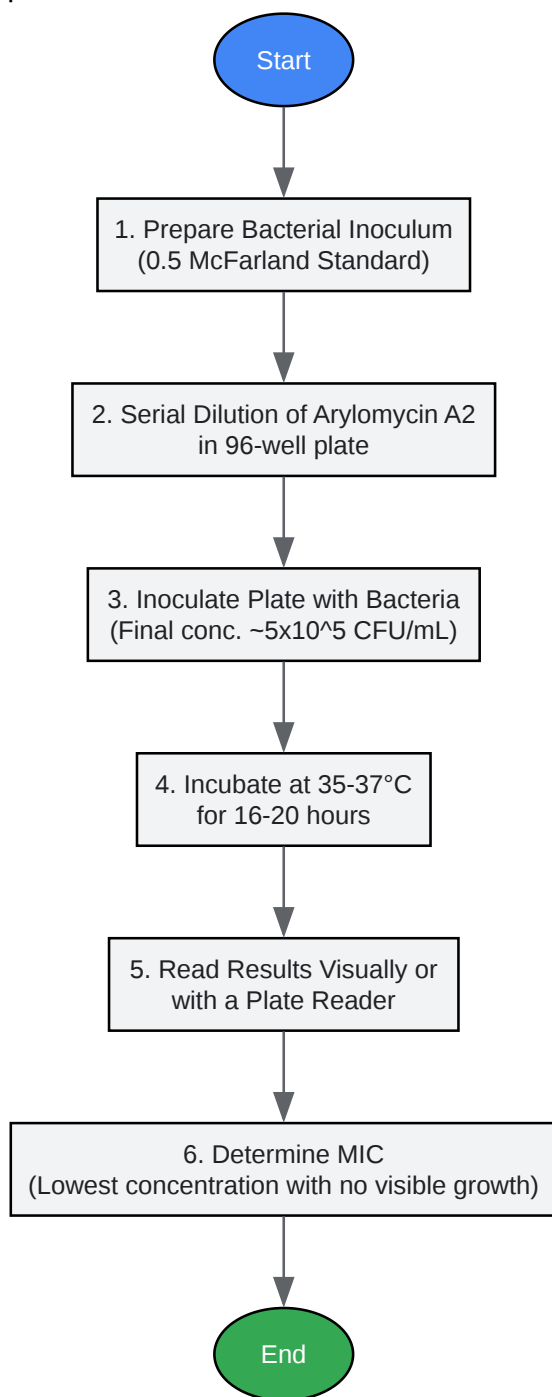 Start
1. Prepare Bacterial Inoculum
(0.5 McFarland Standard)
2. Serial Dilution of Arylomycin A2
in 96-well plate
3. Inoculate Plate with Bacteria
(Final conc. ~5x10^5 CFU/mL)
4. Incubate at 35-37°C
for 16-20 hours
5. Read Results Visually or
with a Plate Reader
6. Determine MIC
(Lowest concentration with no visible growth)
End